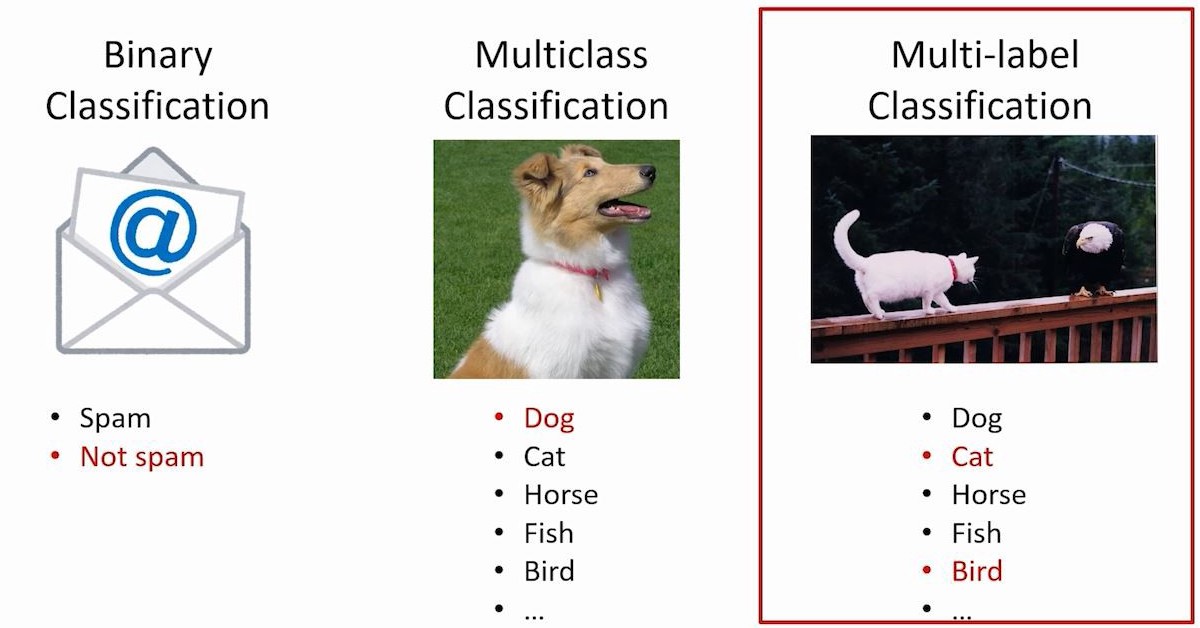 Binary
Classification
@
• Spam
• Not spam
Multiclass
Classification
• Dog
• Cat
• Horse
• Fish
• Bird
• ...
Multi-label
Classification
• Dog
• Cat
• Horse
• Fish
• Bird
• ...